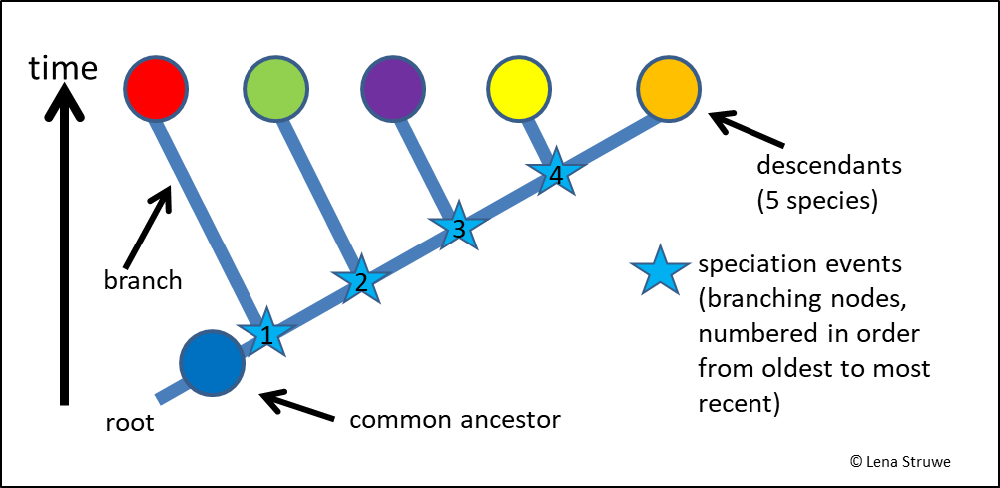 time
branch
root
common ancestor
1
2
3
4
descendants
(5 species)
speciation events
(branching nodes,
numbered in order
from oldest to most
recent)
© Lena Struwe